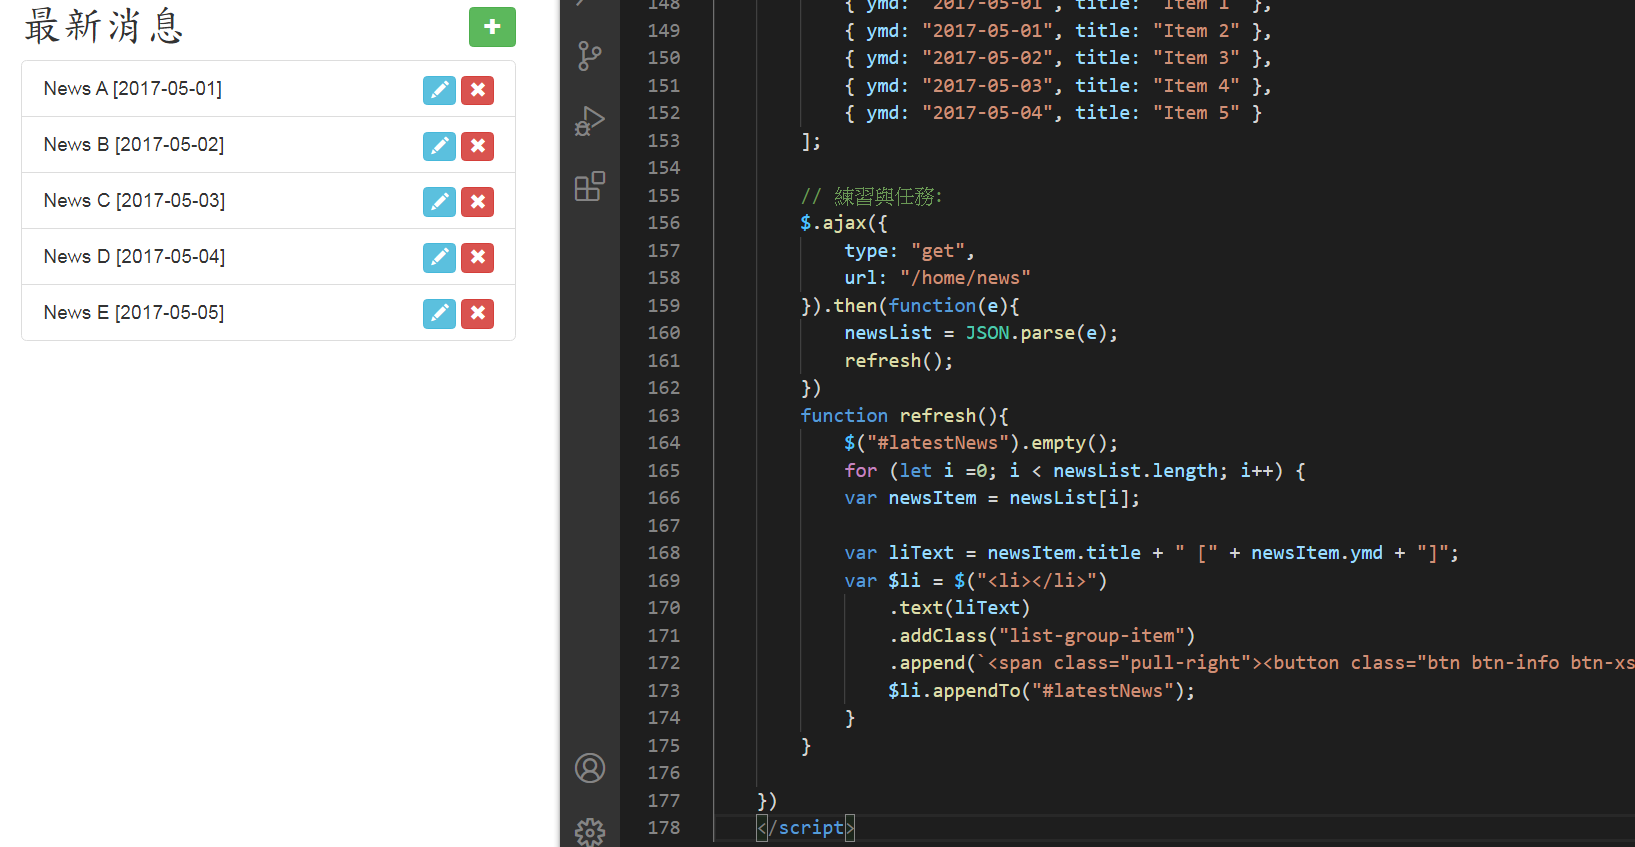 最新消息
News A [2017-05-01]
News B [2017-05-02]
News C [2017-05-03]
News D [2017-05-04]
News E [2017-05-05]
148 { ymd: "2017-05-01", title: "Item 1" },
149 { ymd: "2017-05-01", title: "Item 2" },
150 { ymd: "2017-05-02", title: "Item 3" },
151 { ymd: "2017-05-03", title: "Item 4" },
152 { ymd: "2017-05-04", title: "Item 5" }
153 ];
154
155 // 練習與任務:
156 $.ajax({
157 type: "get",
158 url: "/home/news"
159 }).then(function(e){
160 newsList = JSON.parse(e);
161 refresh();
162 })
163 function refresh(){
164 $("#latestNews").empty();
165 for (let i =0; i < newsList.length; i++) {
166 var newsItem = newsList[i];
167
168 var liText = newsItem.title + " [" + newsItem.ymd + "]";
169 var $li = $("<li></li>")
170 .text(liText)
171 .addClass("list-group-item")
172 .append(`<span class="pull-right"><button class="btn btn-info btn-xs
173 $li.appendTo("#latestNews");
174 }
175 }
176
177 })
178 </script>